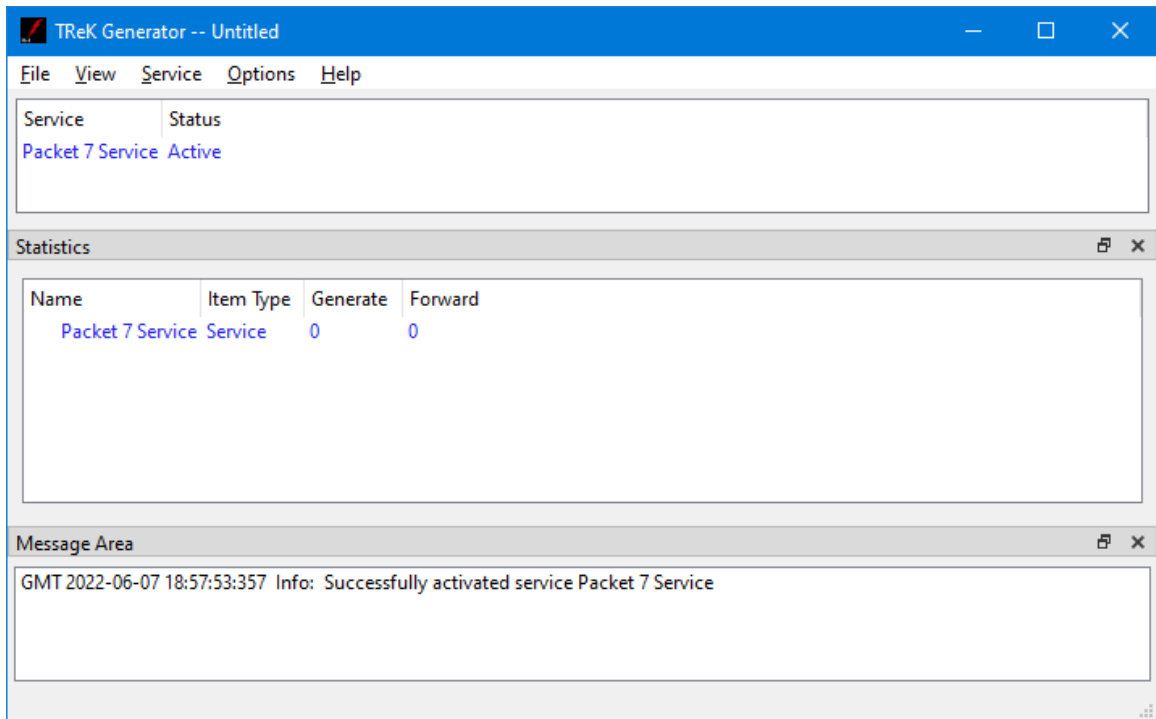 TReK Generator -- Untitled
File View Service Options Help
Service Status
Packet 7 Service Active
Statistics
Name Item Type Generate Forward
Packet 7 Service Service 0 0
Message Area
GMT 2022-06-07 18:57:53:357 Info: Successfully activated service Packet 7 Service